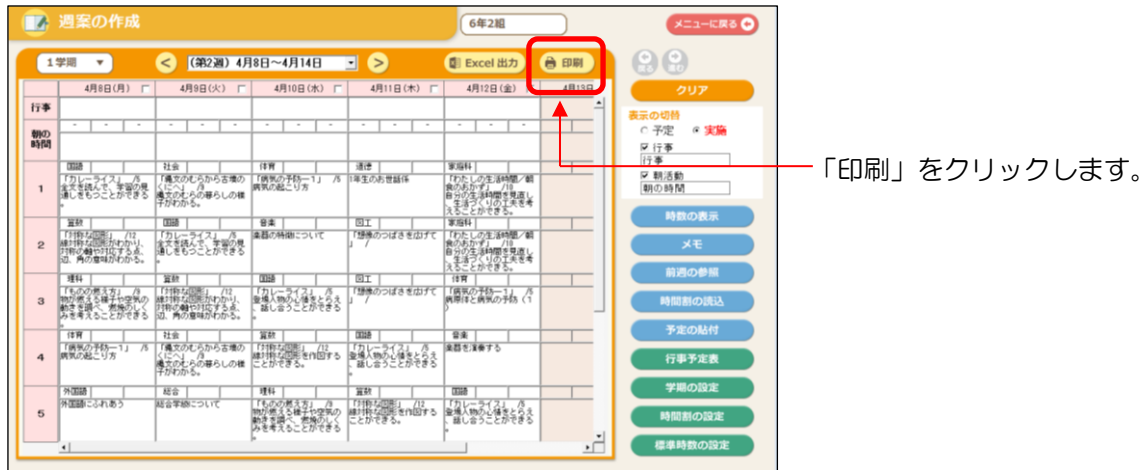 週案の作成
6年2組
メニューに戻る
1学期 ▼
(第2週) 4月8日～4月14日
Excel 出力
印刷
戻る 進む
クリア
4月8日(月) 4月9日(火) 4月10日(水) 4月11日(木) 4月12日(金) 4月13日
行事
朝の
時間
表示の切替
予定 実施
行事
行事
朝活動
朝の時間
「印刷」をクリックします。
1
国語
「カレーライス」 /5
全文を読んで、学習の見
通しをもつことができる
。
社会
「縄文のむらから古墳の
くにへ」 /9
縄文のむらの暮らしの様
子がわかる。
体育
「病気の予防ー1」 /5
病気の起こり方
道徳
1年生のお世話係
家庭科
「わたしの生活時間／朝
食のおかず」 /10
自分の生活時間を見直し
、生活づくりの工夫を考
えることができる。
2
算数
「対称な図形」 /12
線対称な図形がわかり、
対称の軸や対応する点、
辺、角の意味がわかる。
国語
「カレーライス」 /5
全文を読んで、学習の見
通しをもつことができる
。
音楽
楽器の特徴について
図工
「想像のつばさを広げて
」 /
家庭科
「わたしの生活時間／朝
食のおかず」 /10
自分の生活時間を見直し
、生活づくりの工夫を考
えることができる。
3
理科
「ものの燃え方」 /9
物が燃える様子や空気の
動きを調べ、燃焼のしく
みを考えることができる
。
算数
「対称な図形」 /12
線対称な図形がわかり、
対称の軸や対応する点、
辺、角の意味がわかる。
国語
「カレーライス」 /5
登場人物の心情をとらえ
、話し合うことができる
。
図工
「想像のつばさを広げて
」 /
体育
「病気の予防ー1」 /5
病原体と病気の予防（1
）
4
体育
「病気の予防ー1」 /5
病気の起こり方
社会
「縄文のむらから古墳の
くにへ」 /9
縄文のむらの暮らしの様
子がわかる。
算数
「対称な図形」 /12
線対称な図形を作図する
ことができる。
国語
「カレーライス」 /5
登場人物の心情をとらえ
、話し合うことができる
。
音楽
楽器を演奏する
5
外国語
外国語にふれあう
総合
総合学習について
理科
「ものの燃え方」 /9
物が燃える様子や空気の
動きを調べ、燃焼のしく
みを考えることができる
。
算数
「対称な図形」 /12
線対称な図形を作図する
ことができる。
国語
「カレーライス」 /5
登場人物の心情をとらえ
、話し合うことができる
。
時数の表示
メモ
前週の参照
時間割の読込
予定の貼付
行事予定表
学期の設定
時間割の設定
標準時数の設定